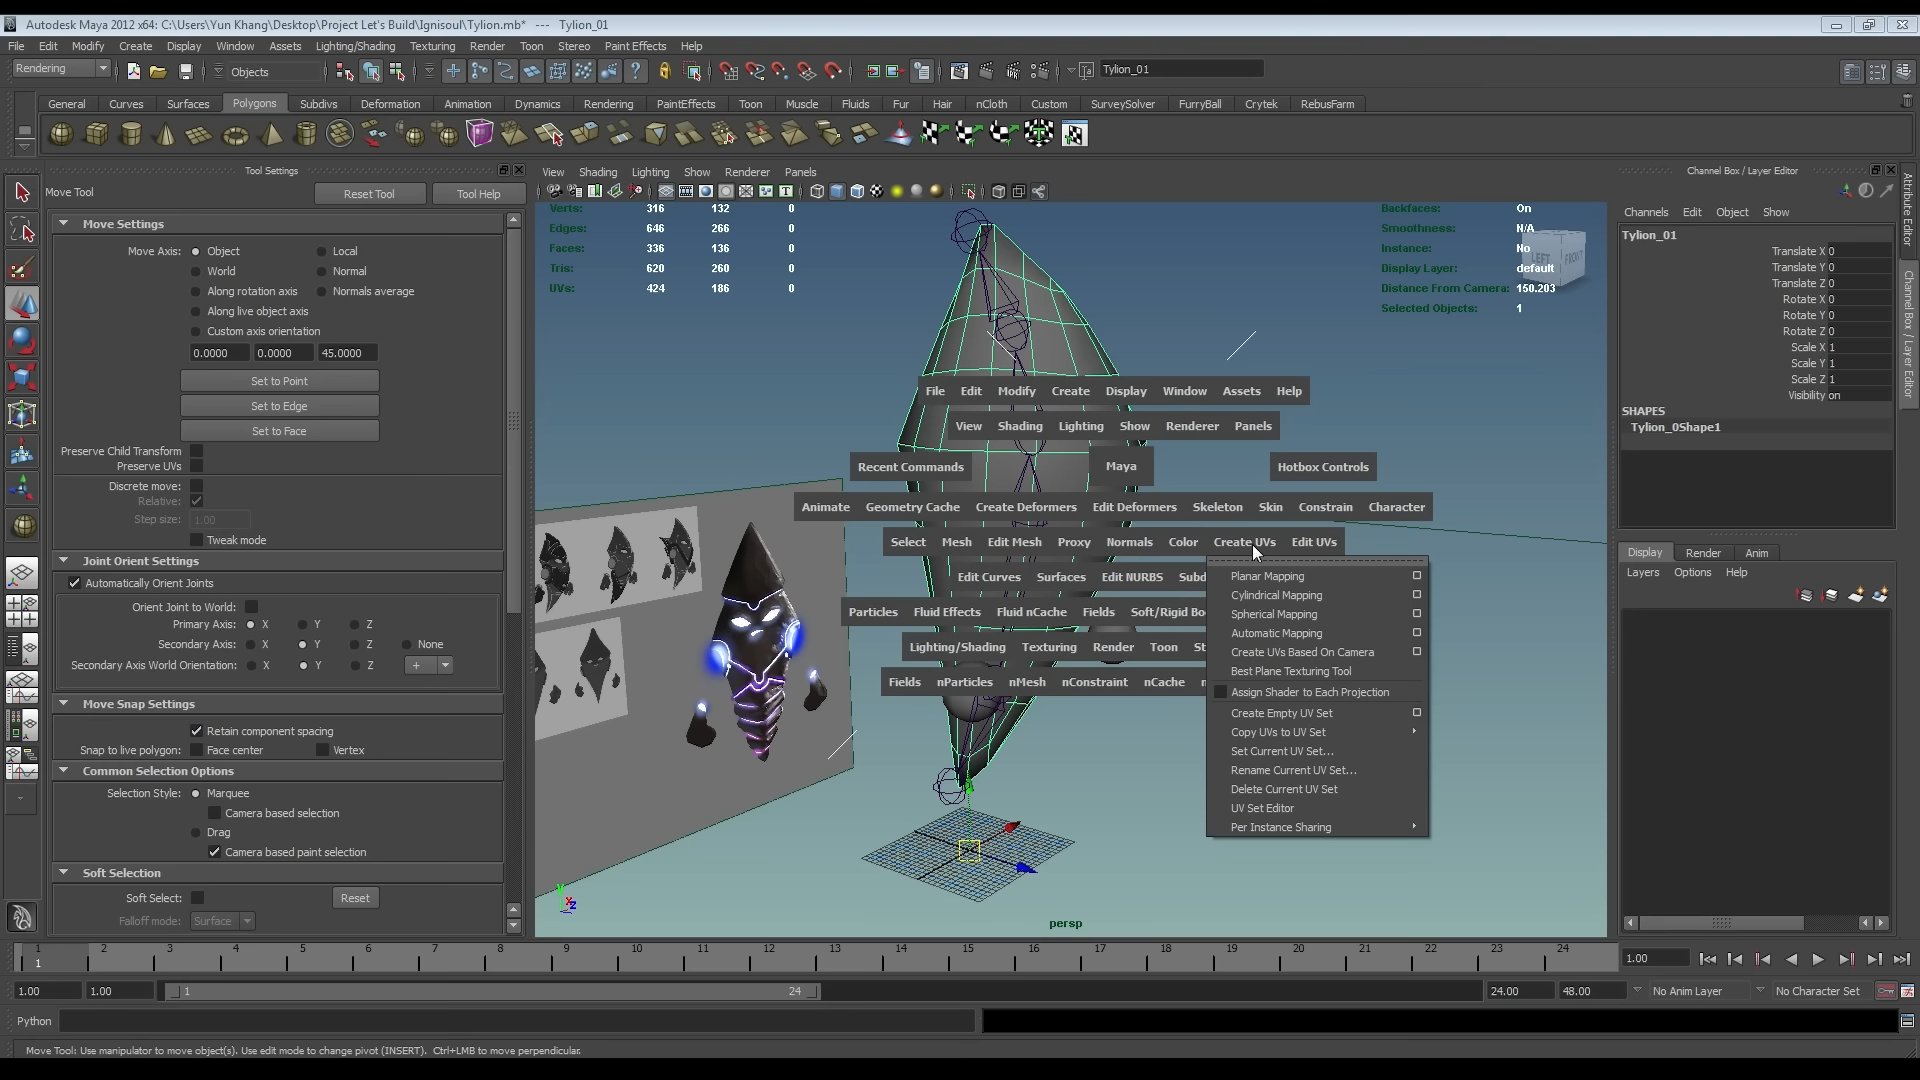 Autodesk Maya 2012 x64: C:\Users\Yun Khang\Desktop\Project Let's Build\Ignisoul\Tylion.mb* --- Tylion_01
File Edit Modify Create Display Window Assets Lighting/Shading Texturing Render Toon Stereo Paint Effects Help
Rendering Objects Tylion_01
General Curves Surfaces Polygons Subdivs Deformation Animation Dynamics Rendering PaintEffects Toon Muscle Fluids Fur Hair nCloth Custom SurveySolver FurryBall Crytek RebusFarm
Tool Settings
Move Tool Reset Tool Tool Help
Move Settings
Move Axis: Object Local
World Normal
Along rotation axis Normals average
Along live object axis
Custom axis orientation
0.0000 0.0000 45.0000
Set to Point
Set to Edge
Set to Face
Preserve Child Transform
Preserve UVs
Discrete move:
Relative:
Step size: 1.00
Tweak mode
Joint Orient Settings
Automatically Orient Joints
Orient Joint to World:
Primary Axis: X Y Z
Secondary Axis: X Y Z None
Secondary Axis World Orientation: X Y Z +
Move Snap Settings
Retain component spacing
Snap to live polygon: Face center Vertex
Common Selection Options
Selection Style: Marquee
Camera based selection
Drag
Camera based paint selection
Soft Selection
Soft Select: Reset
Falloff mode: Surface
View Shading Lighting Show Renderer Panels
Verts: 316 132 0
Edges: 646 266 0
Faces: 336 136 0
Tris: 620 260 0
UVs: 424 186 0
Backfaces: On
Smoothness: N/A
Instance: No
Display Layer: default
Distance From Camera: 150.203
Selected Objects: 1
LEFT FRONT
File Edit Modify Create Display Window Assets Help
View Shading Lighting Show Renderer Panels
Recent Commands Maya Hotbox Controls
Animate Geometry Cache Create Deformers Edit Deformers Skeleton Skin Constrain Character
Select Mesh Edit Mesh Proxy Normals Color Create UVs Edit UVs
Edit Curves Surfaces Edit NURBS Subd
Particles Fluid Effects Fluid nCache Fields Soft/Rigid Bo
Lighting/Shading Texturing Render Toon St
Fields nParticles nMesh nConstraint nCache n
Planar Mapping
Cylindrical Mapping
Spherical Mapping
Automatic Mapping
Create UVs Based On Camera
Best Plane Texturing Tool
Assign Shader to Each Projection
Create Empty UV Set
Copy UVs to UV Set
Set Current UV Set...
Rename Current UV Set...
Delete Current UV Set
UV Set Editor
Per Instance Sharing
persp
Y
X
Z
Channel Box / Layer Editor
Channels Edit Object Show
Tylion_01
Translate X 0
Translate Y 0
Translate Z 0
Rotate X 0
Rotate Y 0
Rotate Z 0
Scale X 1
Scale Y 1
Scale Z 1
Visibility on
SHAPES
Tylion_0Shape1
Display Render Anim
Layers Options Help
Attribute Editor
Channel Box / Layer Editor
1 2 3 4 5 6 7 8 9 10 11 12 13 14 15 16 17 18 19 20 21 22 23 24
1 1.00
1.00 1.00 1 24 24.00 48.00 No Anim Layer No Character Set
Python
Move Tool: Use manipulator to move object(s). Use edit mode to change pivot (INSERT). Ctrl+LMB to move perpendicular.